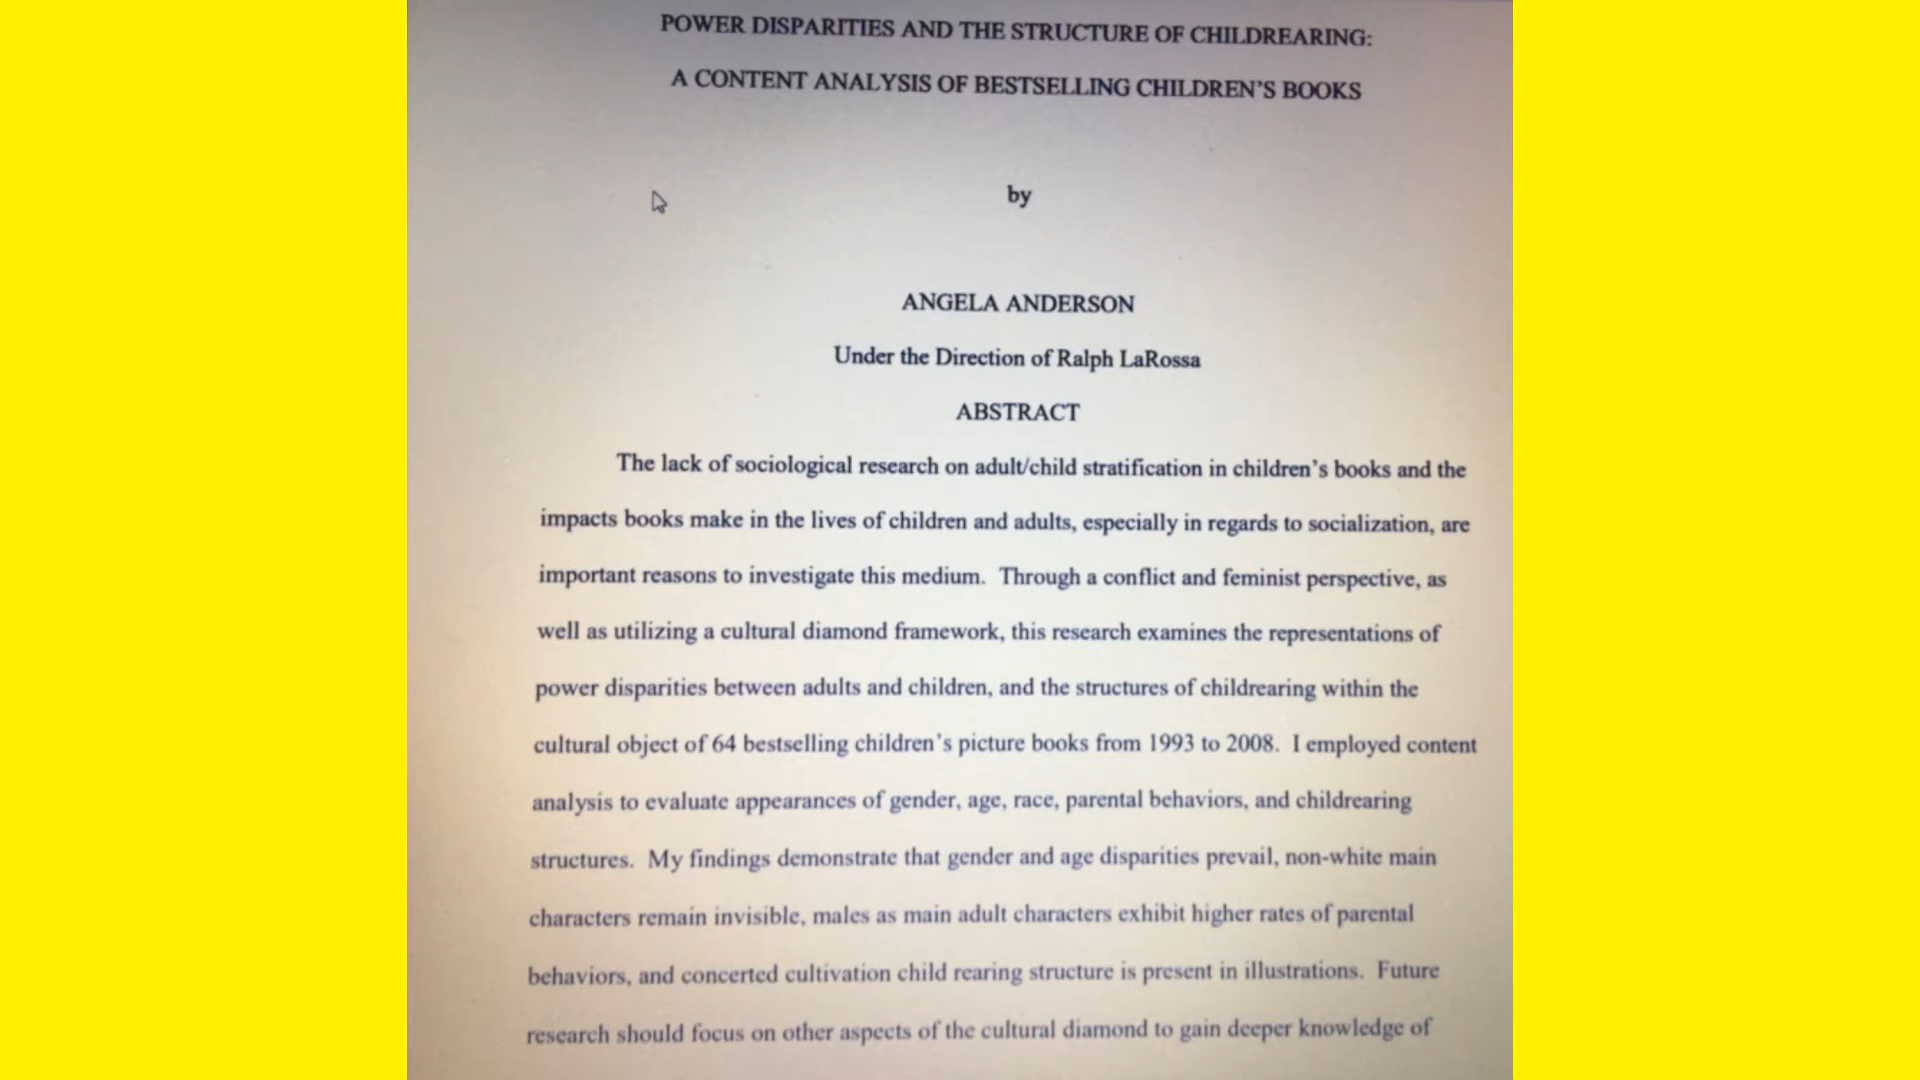 POWER DISPARITIES AND THE STRUCTURE OF CHILDREARING:
A CONTENT ANALYSIS OF BESTSELLING CHILDREN'S BOOKS
by
ANGELA ANDERSON
Under the Direction of Ralph LaRossa
ABSTRACT
The lack of sociological research on adult/child stratification in children's books and the
impacts books make in the lives of children and adults, especially in regards to socialization, are
important reasons to investigate this medium.  Through a conflict and feminist perspective, as
well as utilizing a cultural diamond framework, this research examines the representations of
power disparities between adults and children, and the structures of childrearing within the
cultural object of 64 bestselling children's picture books from 1993 to 2008.  I employed content
analysis to evaluate appearances of gender, age, race, parental behaviors, and childrearing
structures.  My findings demonstrate that gender and age disparities prevail, non-white main
characters remain invisible, males as main adult characters exhibit higher rates of parental
behaviors, and concerted cultivation child rearing structure is present in illustrations.  Future
research should focus on other aspects of the cultural diamond to gain deeper knowledge of